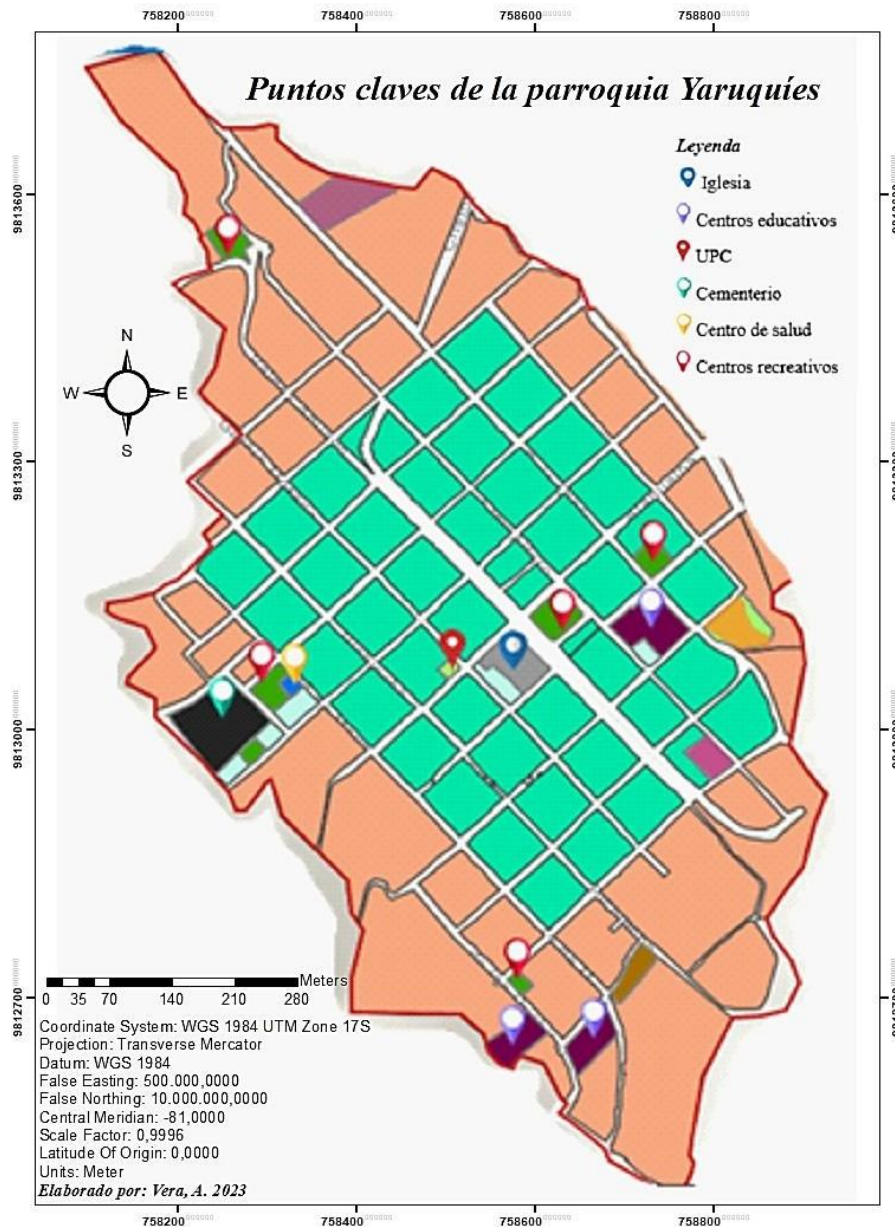 758200 758400 758600 758800
Puntos claves de la parroquia Yaruquíes
Leyenda
Iglesia
Centros educativos
UPC
Cementerio
Centro de salud
Centros recreativos
9813600
9813300
9813000
9812700
N
W E
S
Meters
0 35 70 140 210 280
Coordinate System: WGS 1984 UTM Zone 17S
Projection: Transverse Mercator
Datum: WGS 1984
False Easting: 500.000,0000
False Northing: 10.000.000,0000
Central Meridian: -81,0000
Scale Factor: 0,9996
Latitude Of Origin: 0,0000
Units: Meter
Elaborado por: Vera, A. 2023
758200 758400 758600 758800